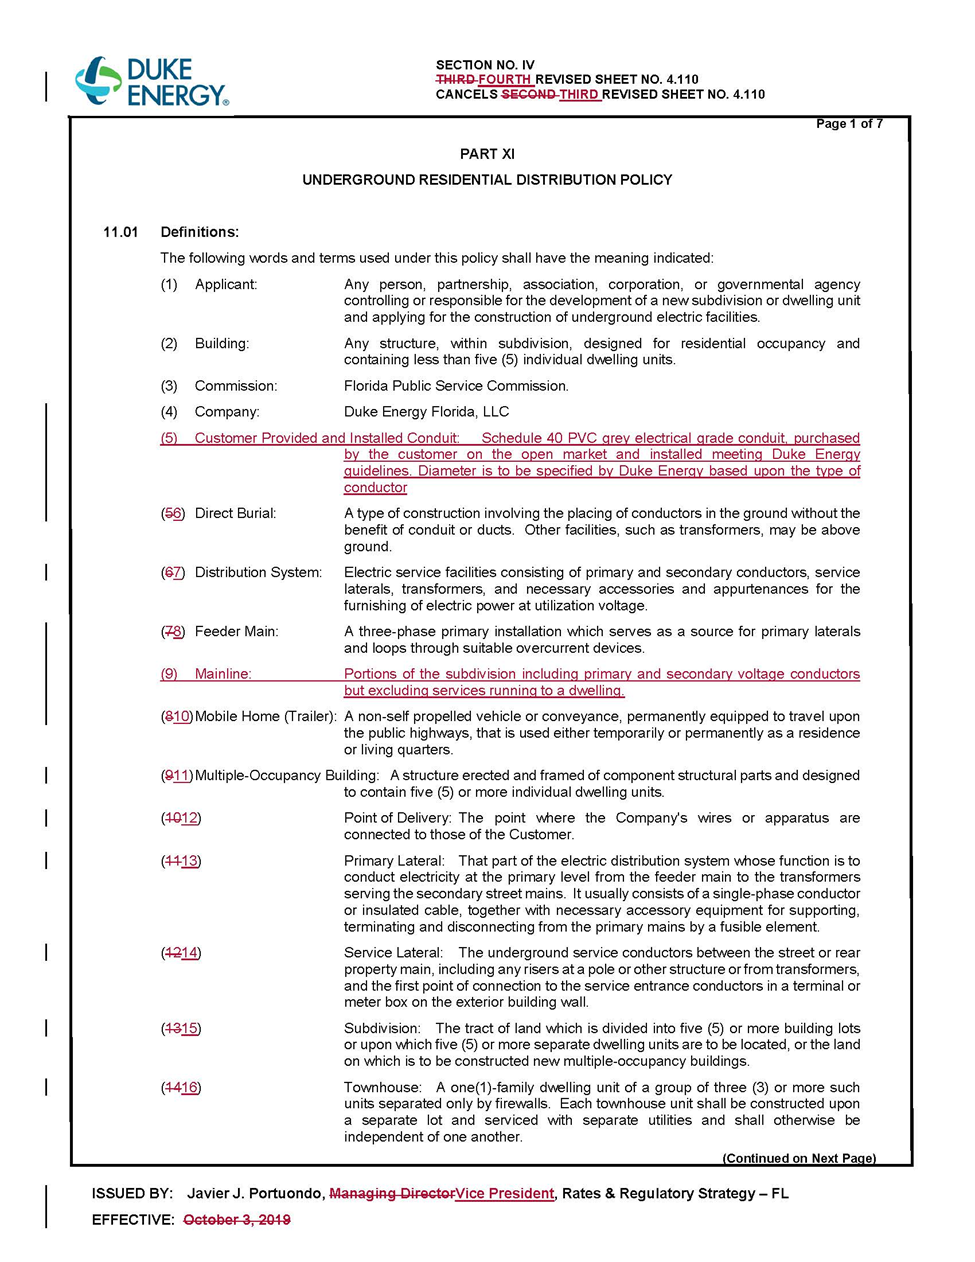 DUKE
ENERGY®
SECTION NO. IV
THIRD FOURTH REVISED SHEET NO. 4.110
CANCELS SECOND THIRD REVISED SHEET NO. 4.110
Page 1 of 7
PART XI
UNDERGROUND RESIDENTIAL DISTRIBUTION POLICY
11.01 Definitions:
The following words and terms used under this policy shall have the meaning indicated:
(1) Applicant: Any person, partnership, association, corporation, or governmental agency
controlling or responsible for the development of a new subdivision or dwelling unit
and applying for the construction of underground electric facilities.
(2) Building: Any structure, within subdivision, designed for residential occupancy and
containing less than five (5) individual dwelling units.
(3) Commission: Florida Public Service Commission.
(4) Company: Duke Energy Florida, LLC
(5) Customer Provided and Installed Conduit: Schedule 40 PVC grey electrical grade conduit, purchased
by the customer on the open market and installed meeting Duke Energy
guidelines. Diameter is to be specified by Duke Energy based upon the type of
conductor
(56) Direct Burial: A type of construction involving the placing of conductors in the ground without the
benefit of conduit or ducts. Other facilities, such as transformers, may be above
ground.
(67) Distribution System: Electric service facilities consisting of primary and secondary conductors, service
laterals, transformers, and necessary accessories and appurtenances for the
furnishing of electric power at utilization voltage.
(78) Feeder Main: A three-phase primary installation which serves as a source for primary laterals
and loops through suitable overcurrent devices.
(9) Mainline: Portions of the subdivision including primary and secondary voltage conductors
but excluding services running to a dwelling.
(810) Mobile Home (Trailer): A non-self propelled vehicle or conveyance, permanently equipped to travel upon
the public highways, that is used either temporarily or permanently as a residence
or living quarters.
(911) Multiple-Occupancy Building: A structure erected and framed of component structural parts and designed
to contain five (5) or more individual dwelling units.
(1012) Point of Delivery: The point where the Company's wires or apparatus are
connected to those of the Customer.
(1113) Primary Lateral: That part of the electric distribution system whose function is to
conduct electricity at the primary level from the feeder main to the transformers
serving the secondary street mains. It usually consists of a single-phase conductor
or insulated cable, together with necessary accessory equipment for supporting,
terminating and disconnecting from the primary mains by a fusible element.
(1214) Service Lateral: The underground service conductors between the street or rear
property main, including any risers at a pole or other structure or from transformers,
and the first point of connection to the service entrance conductors in a terminal or
meter box on the exterior building wall.
(1315) Subdivision: The tract of land which is divided into five (5) or more building lots
or upon which five (5) or more separate dwelling units are to be located, or the land
on which is to be constructed new multiple-occupancy buildings.
(1416) Townhouse: A one(1)-family dwelling unit of a group of three (3) or more such
units separated only by firewalls. Each townhouse unit shall be constructed upon
a separate lot and serviced with separate utilities and shall otherwise be
independent of one another.
(Continued on Next Page)
ISSUED BY: Javier J. Portuondo, Managing DirectorVice President, Rates & Regulatory Strategy – FL
EFFECTIVE: October 3, 2019